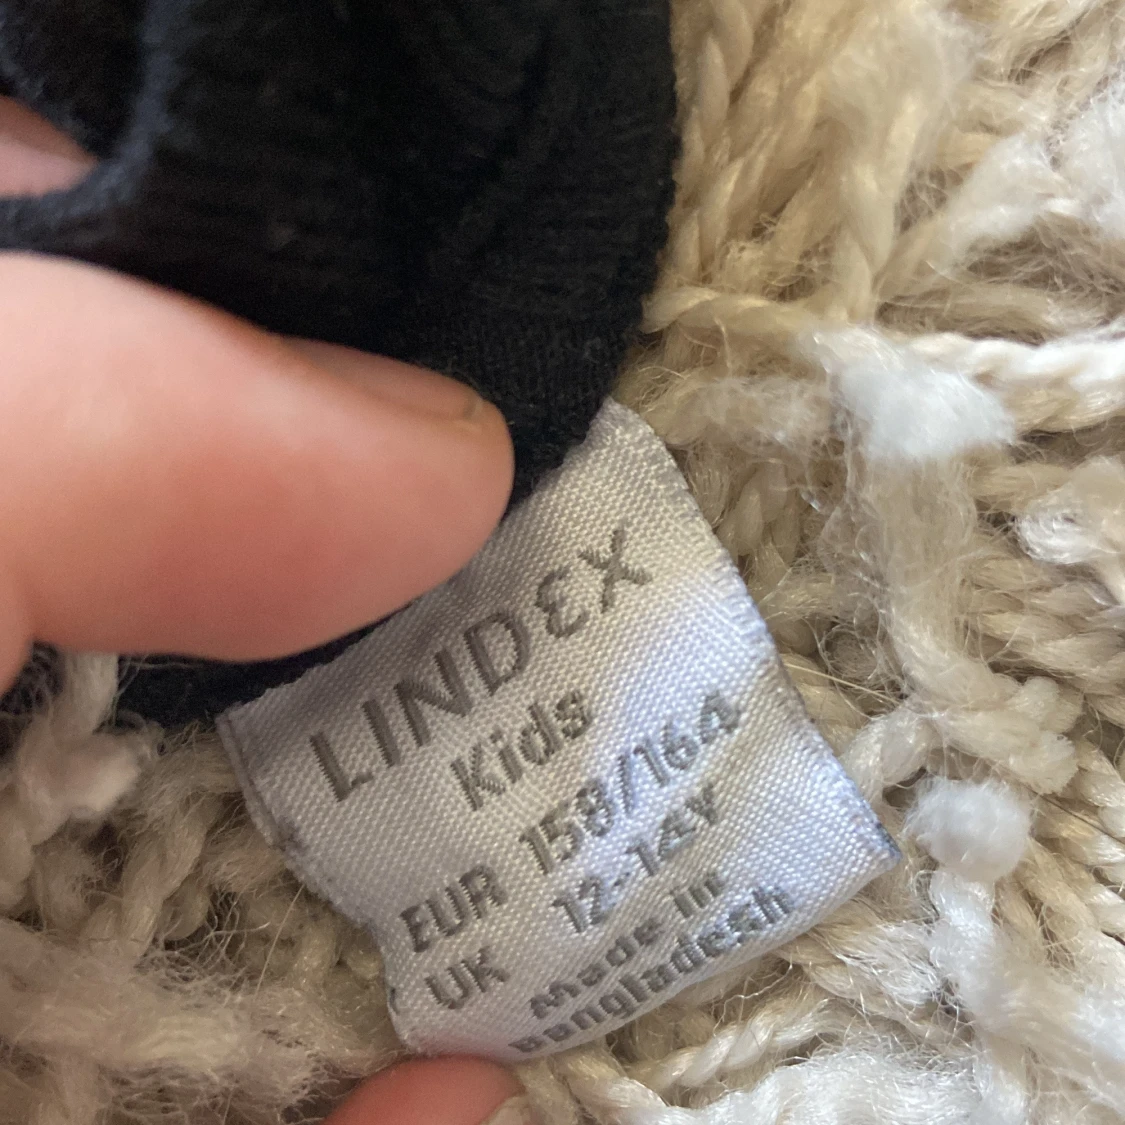 LINDEX
Kids
EUR 158/164
UK 12-14Y
Made in
Bangladesh